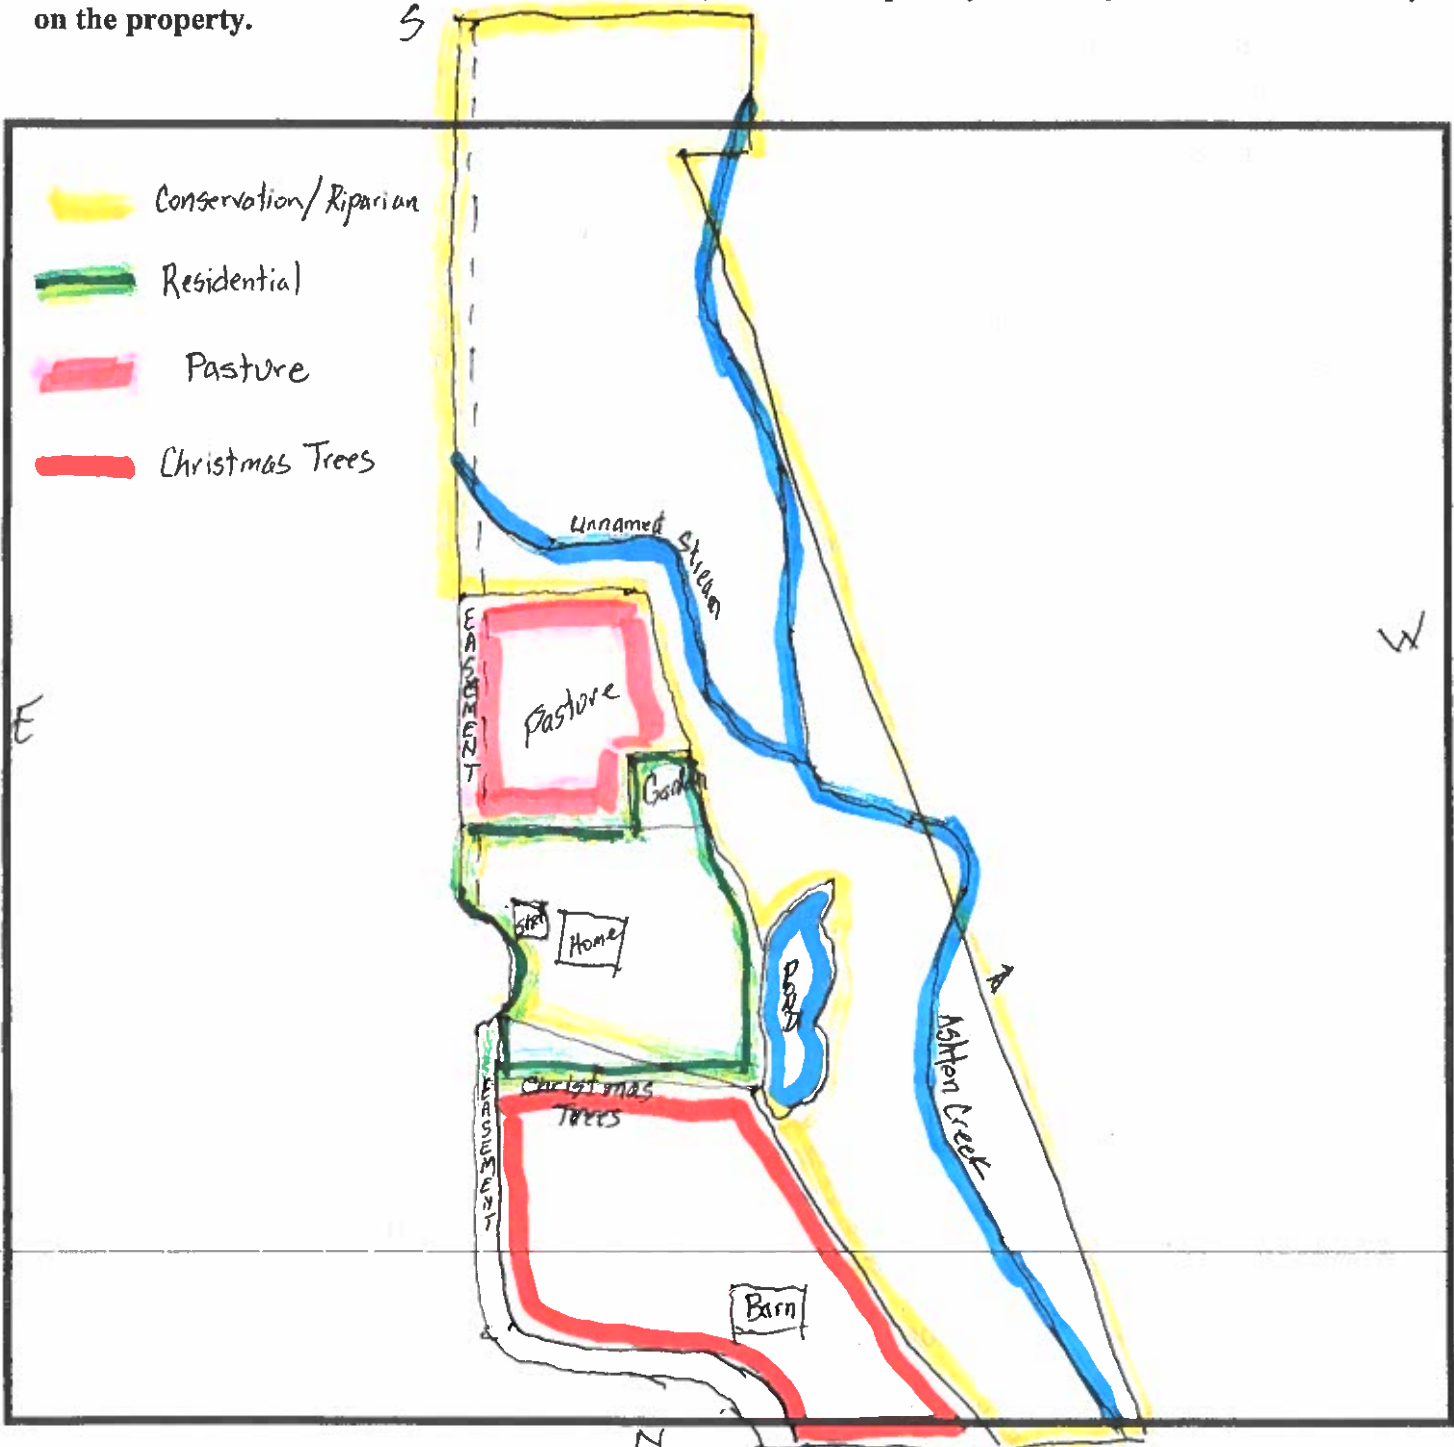 on the property.
S
Conservation/Riparian
Residential
Pasture
Christmas Trees
Unnamed Stream
W
E
EASEMENT
Pasture
Garden
Home
POND
Ashton Creek
Christmas
Trees
EASEMENT
Barn
N